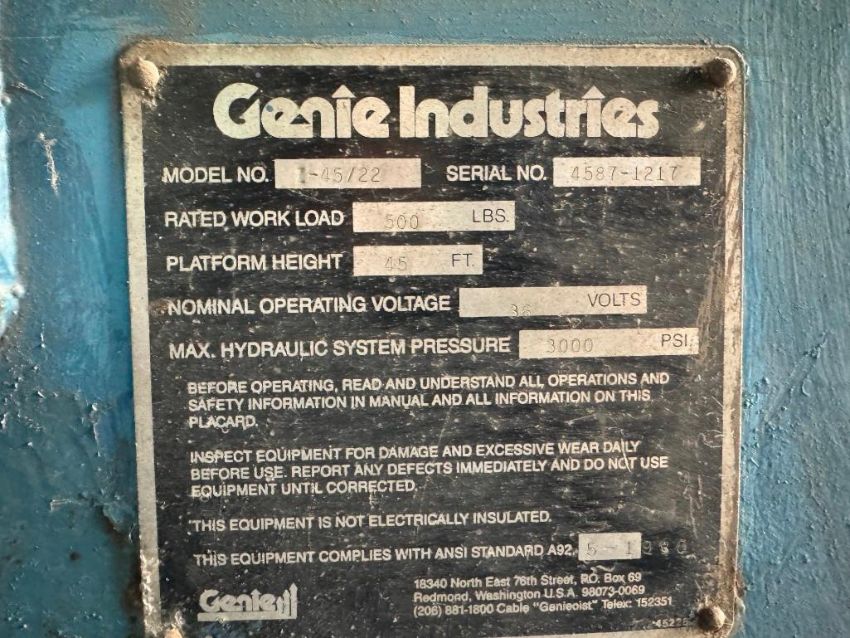 Genie Industries
MODEL NO. Z-45/22 SERIAL NO. 4587-1217
RATED WORK LOAD 500 LBS.
PLATFORM HEIGHT 45 FT.
NOMINAL OPERATING VOLTAGE 36 VOLTS
MAX. HYDRAULIC SYSTEM PRESSURE 3000 PSI.
BEFORE OPERATING, READ AND UNDERSTAND ALL OPERATIONS AND
SAFETY INFORMATION IN MANUAL AND ALL INFORMATION ON THIS
PLACARD.
INSPECT EQUIPMENT FOR DAMAGE AND EXCESSIVE WEAR DAILY
BEFORE USE. REPORT ANY DEFECTS IMMEDIATELY AND DO NOT USE
EQUIPMENT UNTIL CORRECTED.
THIS EQUIPMENT IS NOT ELECTRICALLY INSULATED.
THIS EQUIPMENT COMPLIES WITH ANSI STANDARD A92. 5-1980
Genie
18340 North East 76th Street, P.O. Box 69
Redmond, Washington U.S.A. 98073-0069
(206) 881-1800 Cable "Genieoist" Telex: 152351